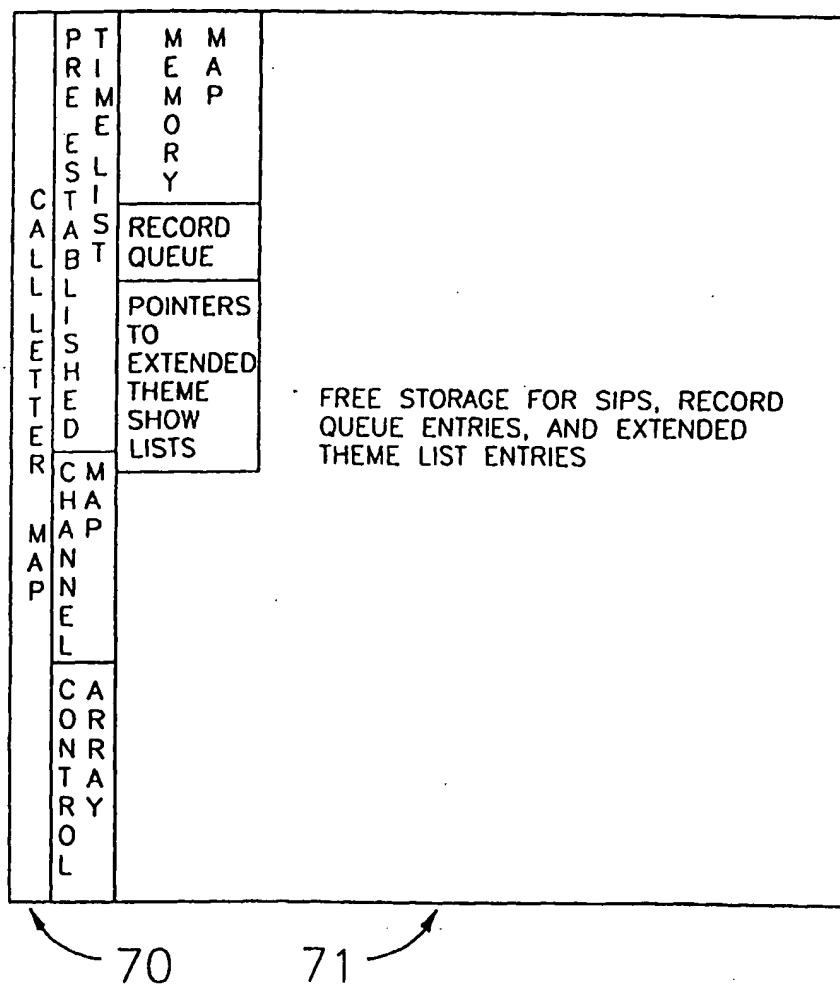 CALL LETTER MAP
PRE ESTABLISHED
TIME LIST
CHANNEL
MAP
CONTROL
ARRAY
MEMORY
MAP
RECORD
QUEUE
POINTERS
TO
EXTENDED
THEME
SHOW
LISTS
FREE STORAGE FOR SIPS, RECORD
QUEUE ENTRIES, AND EXTENDED
THEME LIST ENTRIES
70
71